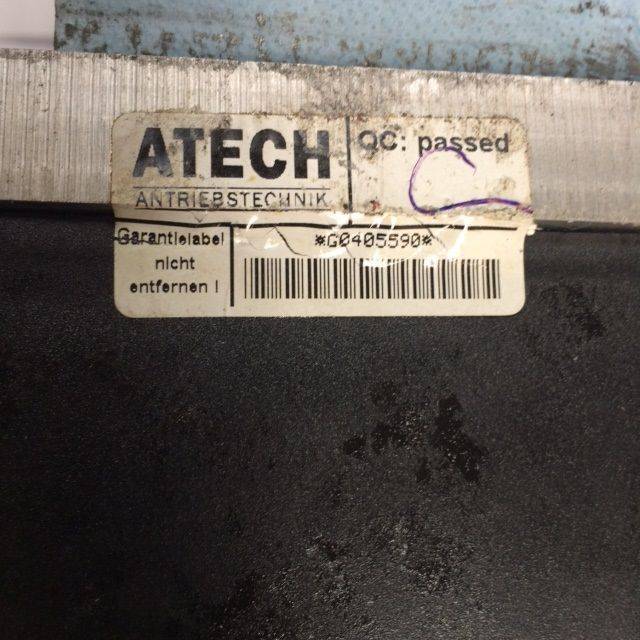 ATECH
ANTRIEBSTECHNIK
QC: passed
Garantielabel
nicht
entfernen !
*G0405590*